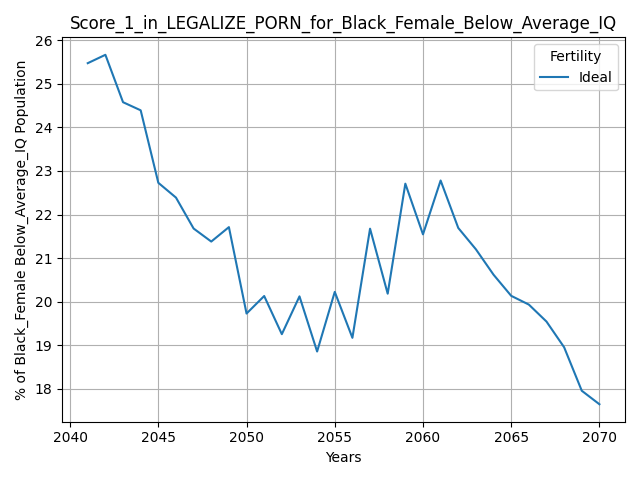 Score_1_in_LEGALIZE_PORN_for_Black_Female_Below_Average_IQ
% of Black_Female Below_Average_IQ Population
26
25
24
23
22
21
20
19
18
Fertility
Ideal
2040 2045 2050 2055 2060 2065 2070
Years